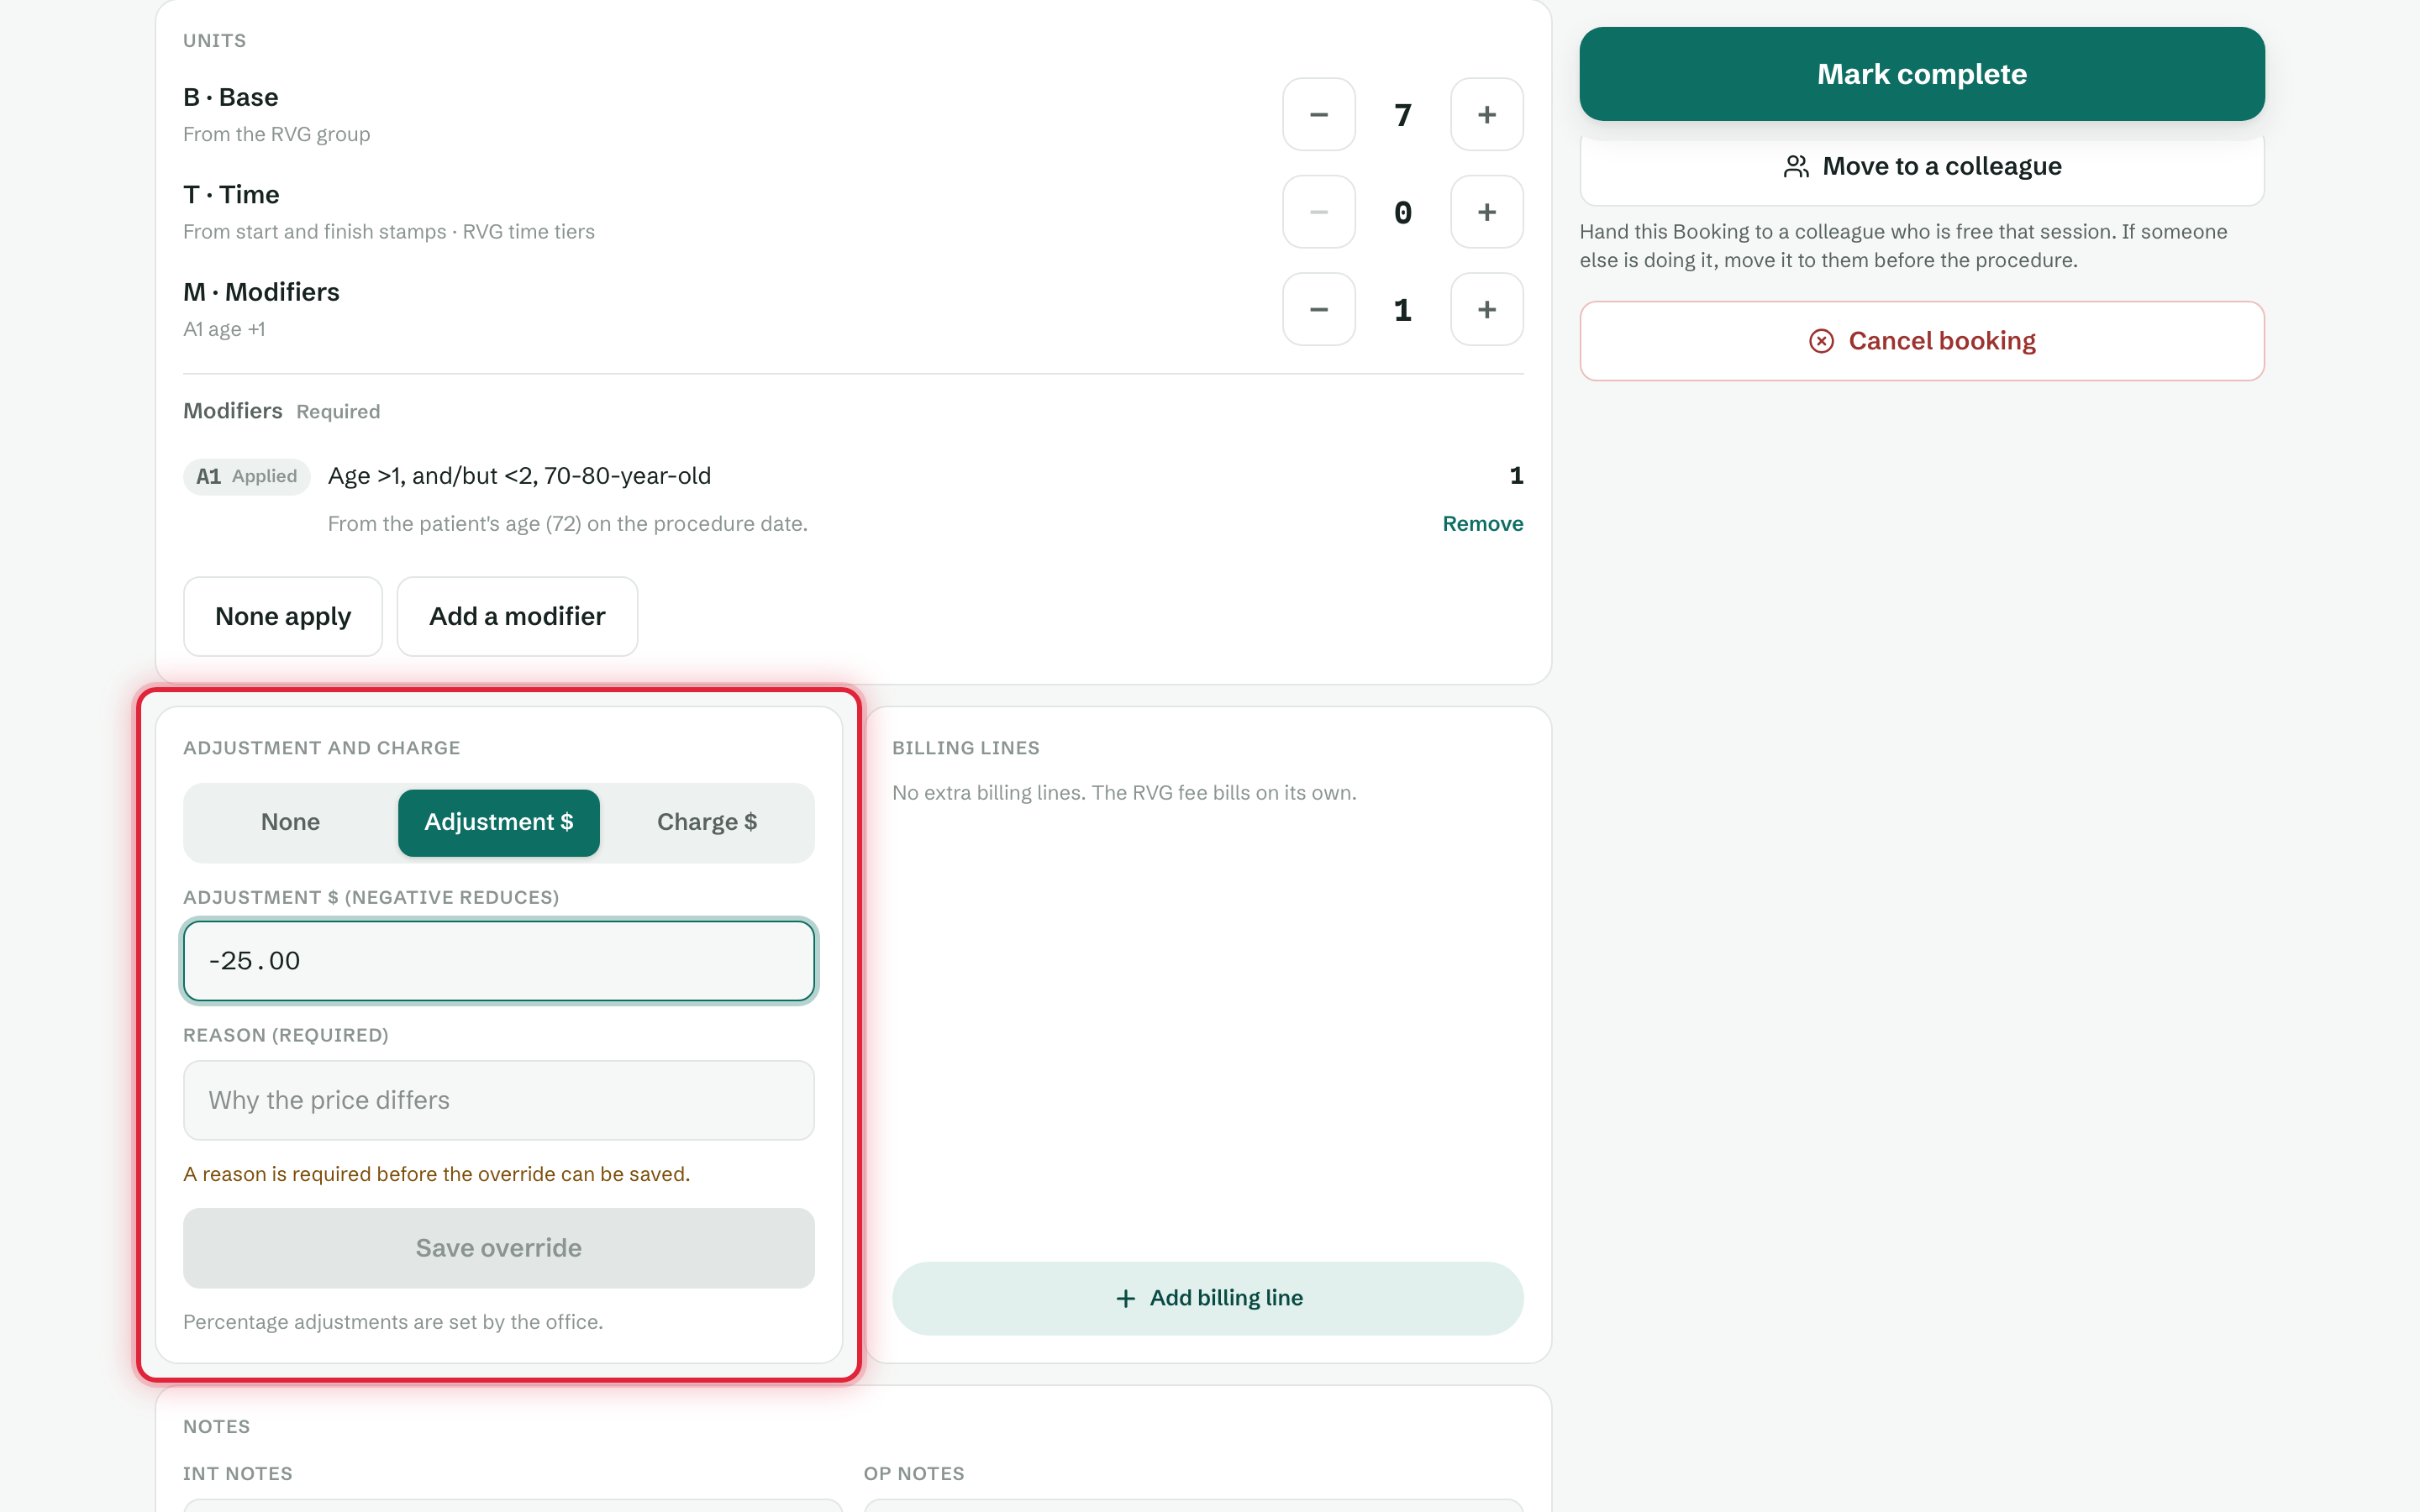 UNITS
B · Base
From the RVG group
− 7 +
T · Time
From start and finish stamps · RVG time tiers
− 0 +
M · Modifiers
A1 age +1
− 1 +
Modifiers Required
A1 Applied Age >1, and/but <2, 70-80-year-old 1
From the patient's age (72) on the procedure date. Remove
None apply Add a modifier
Mark complete
Move to a colleague
Hand this Booking to a colleague who is free that session. If someone
else is doing it, move it to them before the procedure.
Cancel booking
ADJUSTMENT AND CHARGE
None Adjustment $ Charge $
ADJUSTMENT $ (NEGATIVE REDUCES)
-25.00
REASON (REQUIRED)
Why the price differs
A reason is required before the override can be saved.
Save override
Percentage adjustments are set by the office.
BILLING LINES
No extra billing lines. The RVG fee bills on its own.
+ Add billing line
NOTES
INT NOTES
OP NOTES